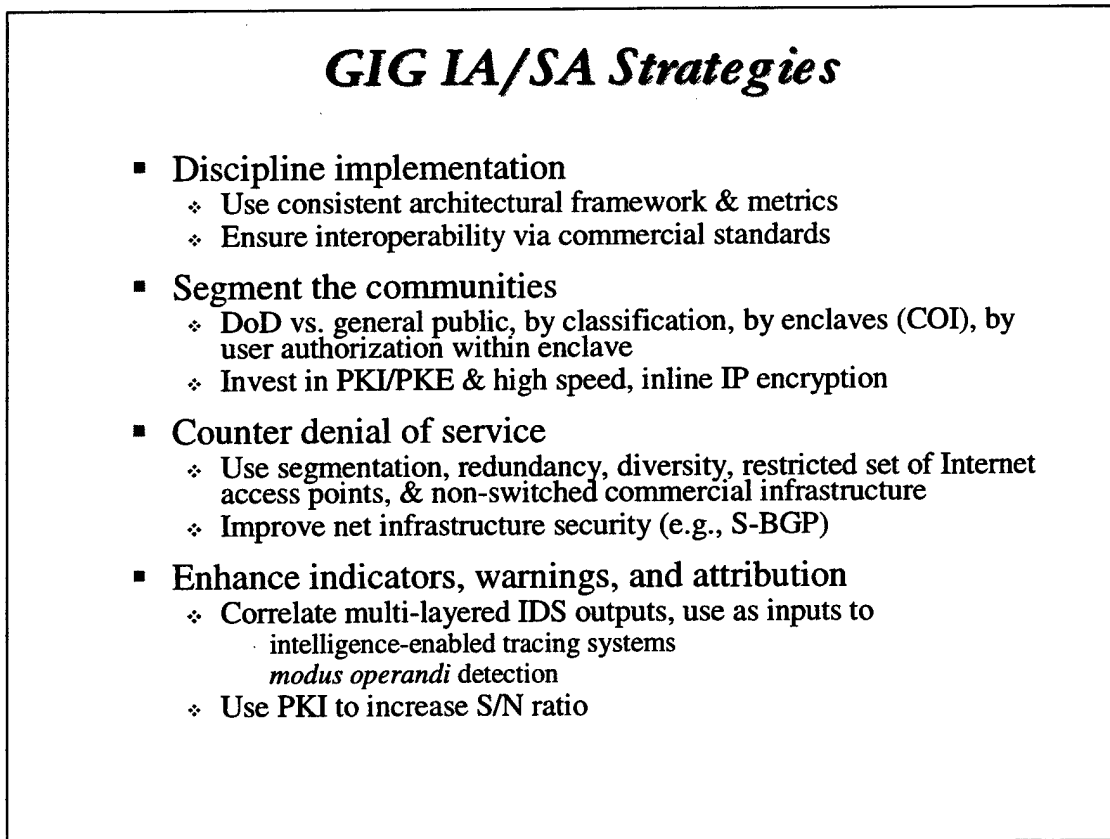 GIG IA/SA Strategies
▪ Discipline implementation
❖ Use consistent architectural framework & metrics
❖ Ensure interoperability via commercial standards
▪ Segment the communities
❖ DoD vs. general public, by classification, by enclaves (COI), by
user authorization within enclave
❖ Invest in PKI/PKE & high speed, inline IP encryption
▪ Counter denial of service
❖ Use segmentation, redundancy, diversity, restricted set of Internet
access points, & non-switched commercial infrastructure
❖ Improve net infrastructure security (e.g., S-BGP)
▪ Enhance indicators, warnings, and attribution
❖ Correlate multi-layered IDS outputs, use as inputs to
· intelligence-enabled tracing systems
modus operandi detection
❖ Use PKI to increase S/N ratio